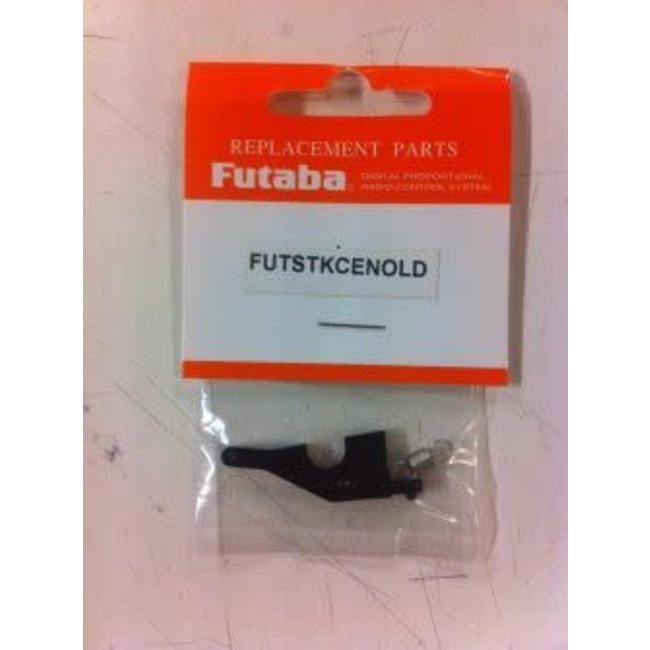 REPLACEMENT PARTS
Futaba® DIGITAL PROPORTIONAL
RADIO CONTROL SYSTEM
FUTSTKCENOLD